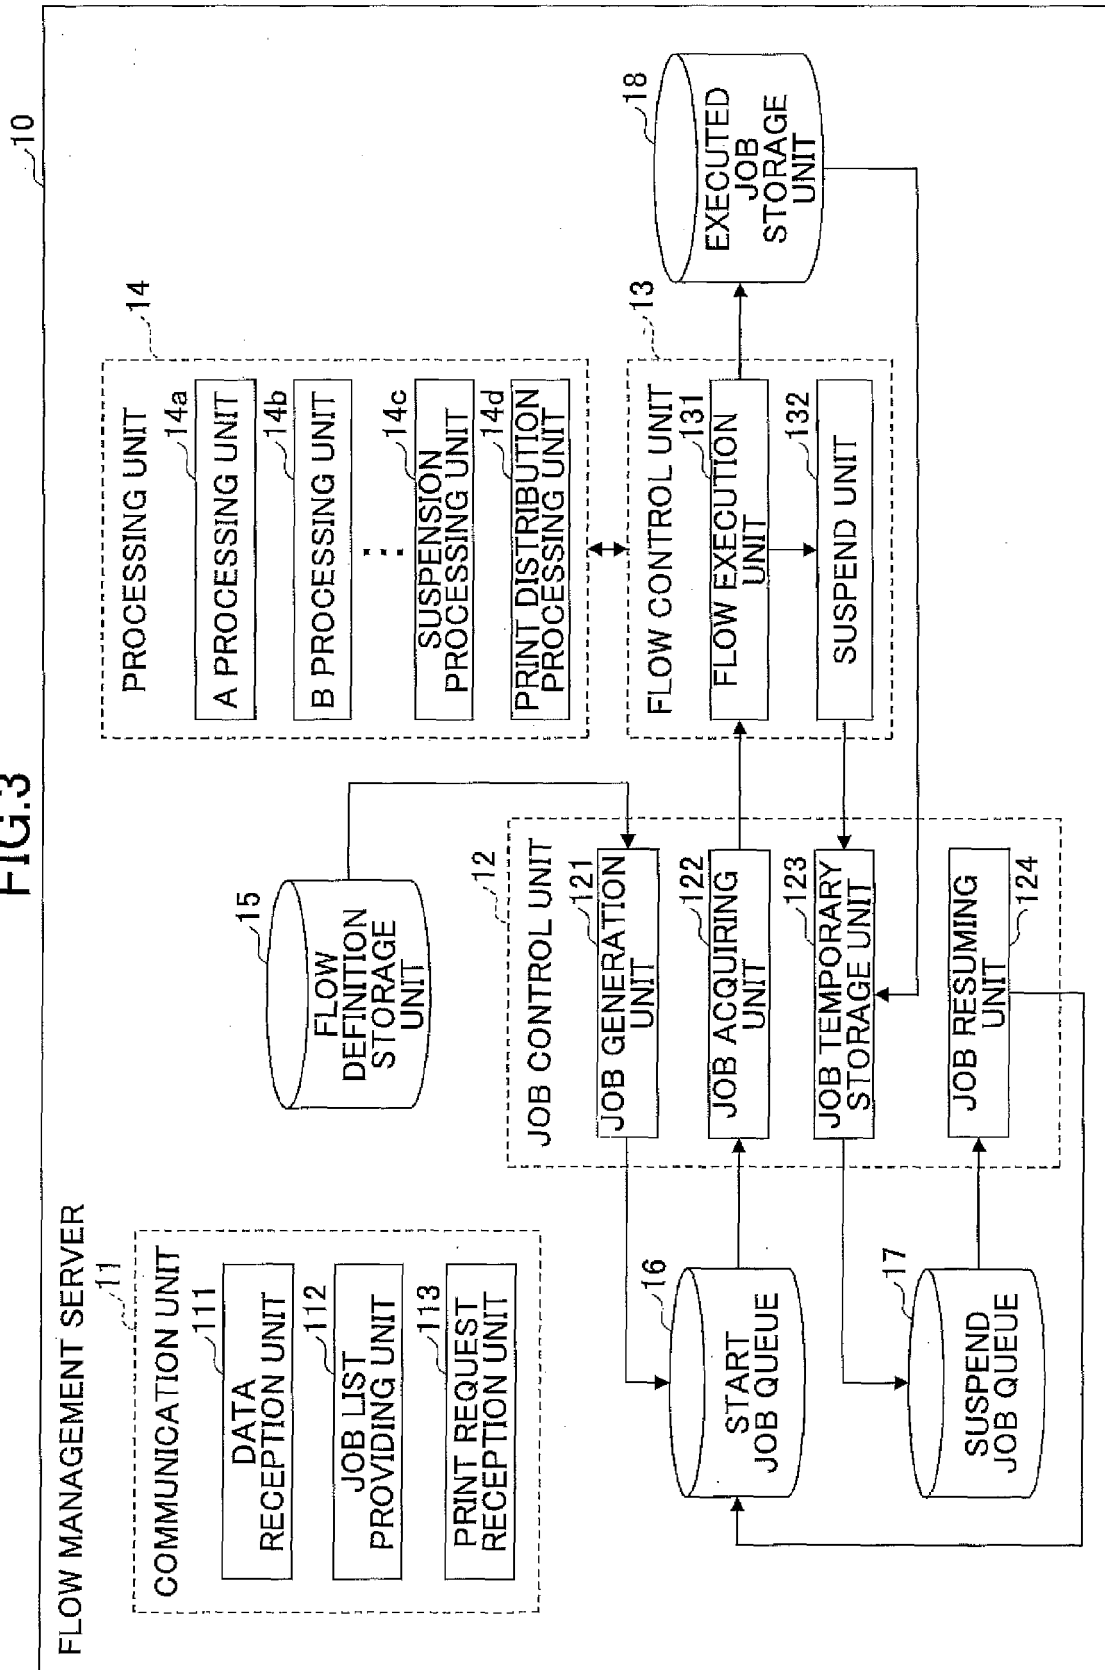 FIG.3
10
FLOW MANAGEMENT SERVER
11
COMMUNICATION UNIT
111
DATA
RECEPTION UNIT
112
JOB LIST
PROVIDING UNIT
113
PRINT REQUEST
RECEPTION UNIT
15
FLOW
DEFINITION
STORAGE
UNIT
14
PROCESSING UNIT
14a
A PROCESSING UNIT
14b
B PROCESSING UNIT
14c
SUSPENSION
PROCESSING UNIT
14d
PRINT DISTRIBUTION
PROCESSING UNIT
12
JOB CONTROL UNIT
121
JOB GENERATION
UNIT
122
JOB ACQUIRING
UNIT
123
JOB TEMPORARY
STORAGE UNIT
124
JOB RESUMING
UNIT
13
FLOW CONTROL UNIT
131
FLOW EXECUTION
UNIT
132
SUSPEND UNIT
18
EXECUTED
JOB
STORAGE
UNIT
16
START
JOB QUEUE
17
SUSPEND
JOB QUEUE